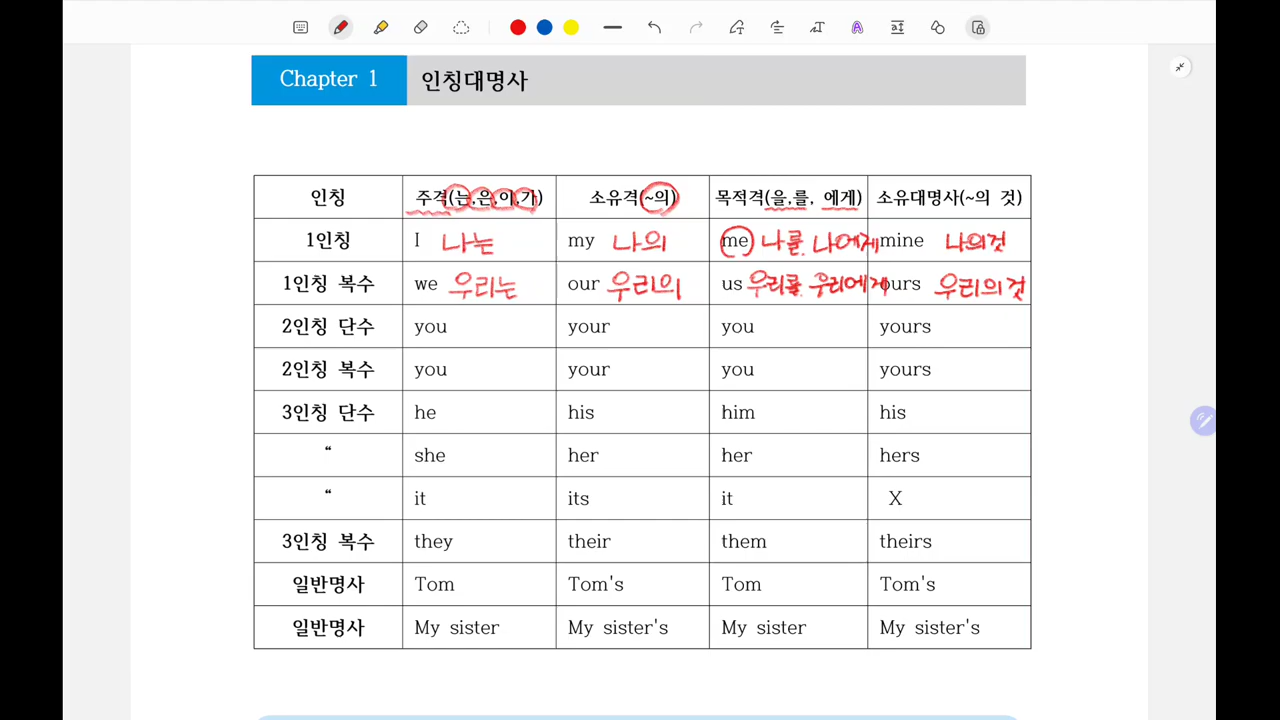 Chapter 1 인칭대명사
인칭 주격(는,은,이,가) 소유격(~의) 목적격(을,를, 에게) 소유대명사(~의 것)
1인칭 I 나는 my 나의 me 나를. 나에게 mine 나의것
1인칭 복수 we 우리는 our 우리의 us 우리를. 우리에게 ours 우리의것
2인칭 단수 you your you yours
2인칭 복수 you your you yours
3인칭 단수 he his him his
“ she her her hers
“ it its it X
3인칭 복수 they their them theirs
일반명사 Tom Tom's Tom Tom's
일반명사 My sister My sister's My sister My sister's